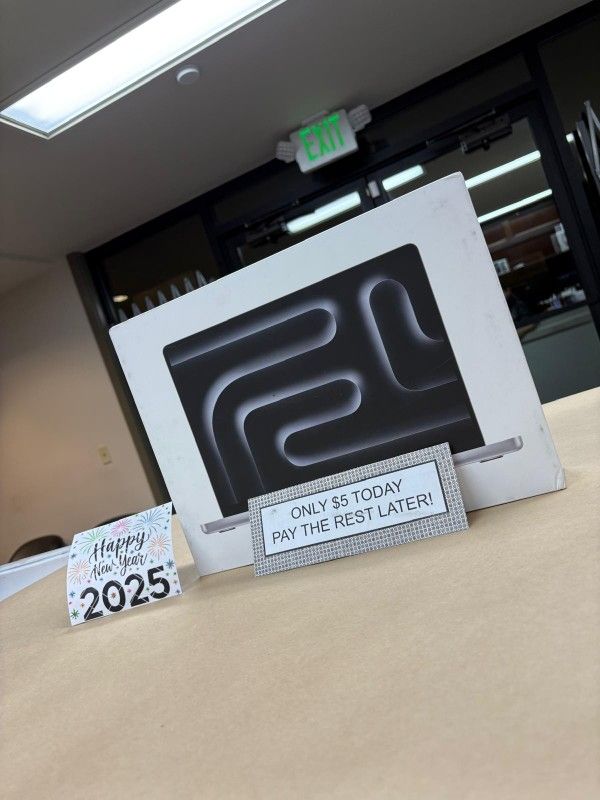 EXIT
ONLY $5 TODAY
PAY THE REST LATER!
Happy
New Year
2025